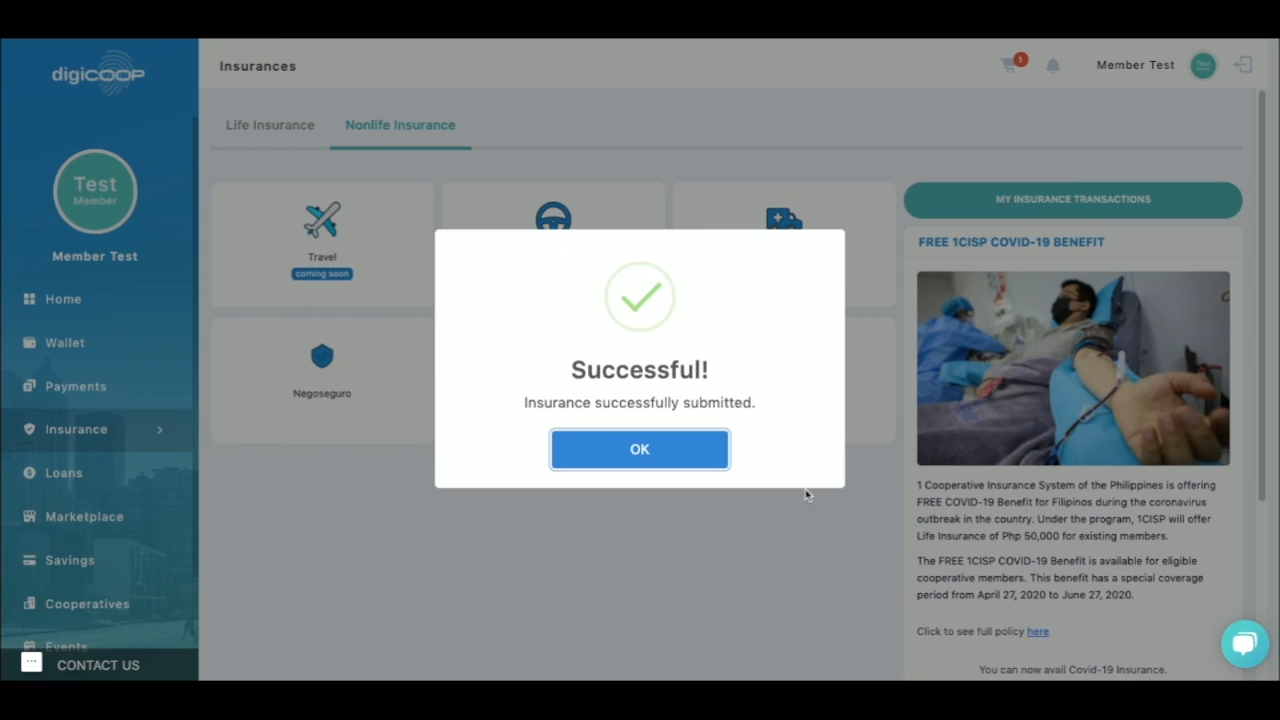 digiCOOP
Test
Member
Member Test
Home
Wallet
Payments
Insurance
Loans
Marketplace
Savings
Cooperatives
Events
CONTACT US
Insurances
1
Member Test
Test
Life Insurance
Nonlife Insurance
Travel
coming soon
Negoseguro
Successful!
Insurance successfully submitted.
OK
MY INSURANCE TRANSACTIONS
FREE 1CISP COVID-19 BENEFIT
1 Cooperative Insurance System of the Philippines is offering
FREE COVID-19 Benefit for Filipinos during the coronavirus
outbreak in the country. Under the program, 1CISP will offer
Life Insurance of Php 50,000 for existing members.
The FREE 1CISP COVID-19 Benefit is available for eligible
cooperative members. This benefit has a special coverage
period from April 27, 2020 to June 27, 2020.
Click to see full policy here
You can now avail Covid-19 Insurance.